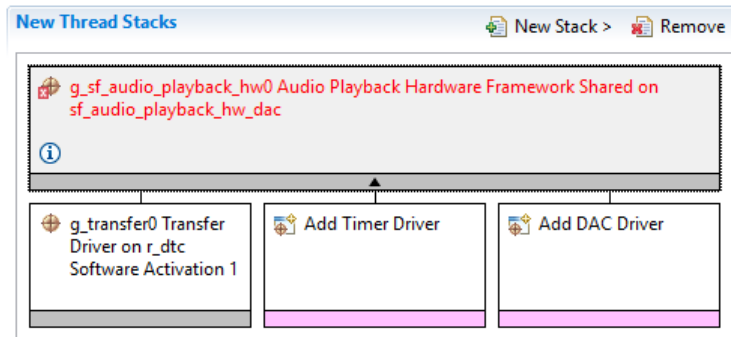 New Thread Stacks
New Stack >
Remove
g_sf_audio_playback_hw0 Audio Playback Hardware Framework Shared on
sf_audio_playback_hw_dac
g_transfer0 Transfer
Driver on r_dtc
Software Activation 1
Add Timer Driver
Add DAC Driver